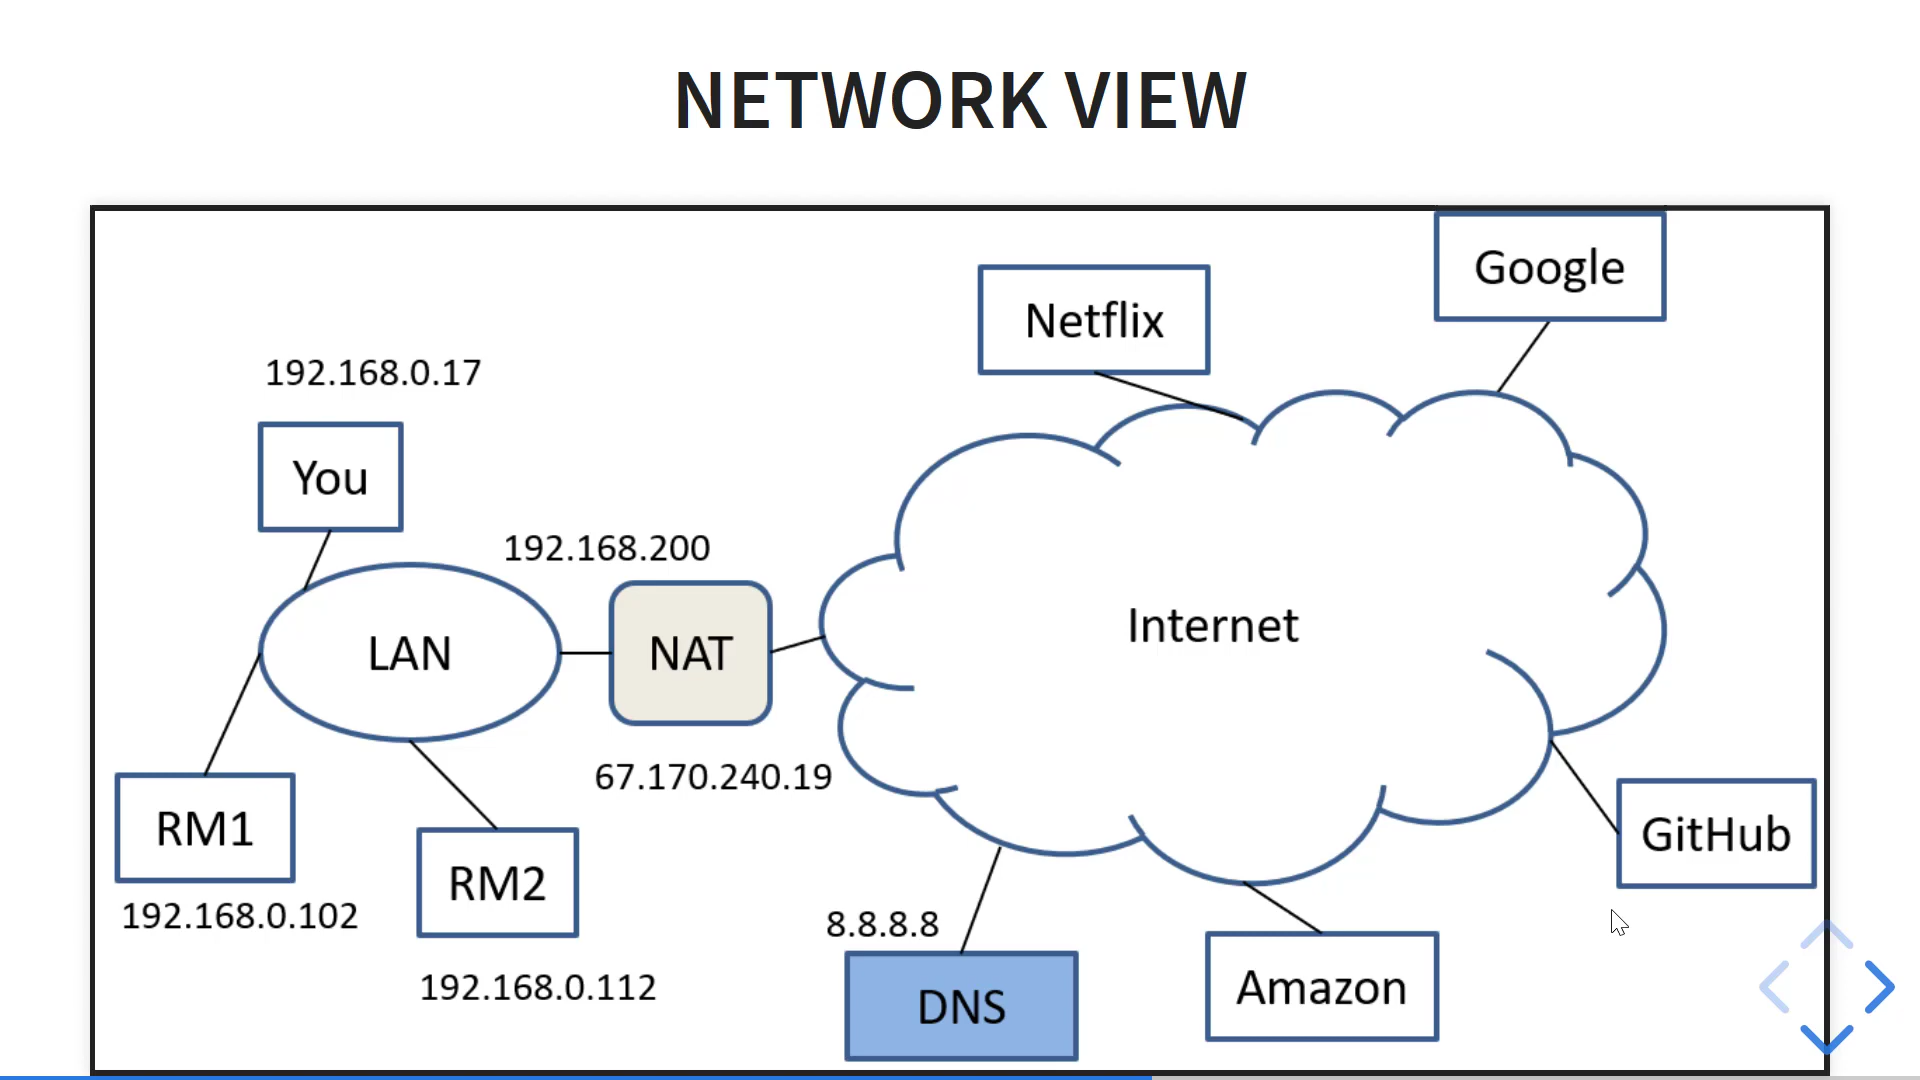 NETWORK VIEW
Google
Netflix
192.168.0.17
You
192.168.200
LAN
NAT
Internet
67.170.240.19
RM1
RM2
GitHub
192.168.0.102
8.8.8.8
192.168.0.112
DNS
Amazon